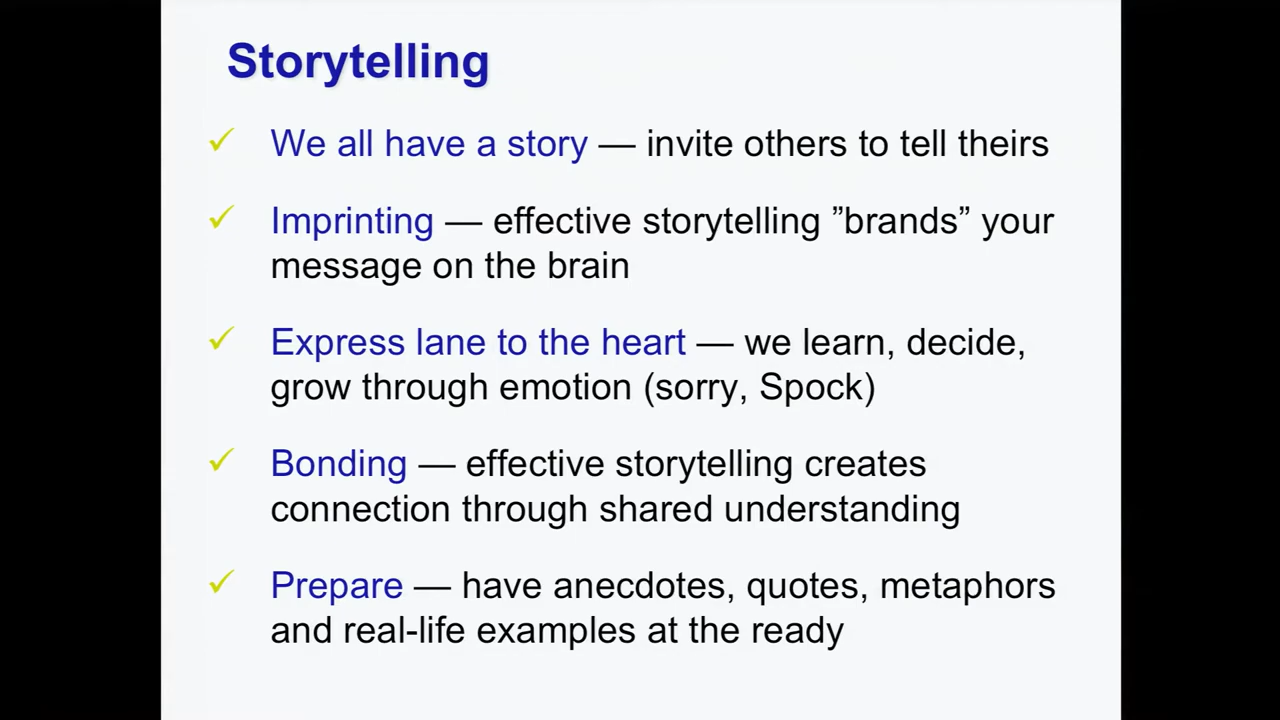 Storytelling
✓ We all have a story — invite others to tell theirs
✓ Imprinting — effective storytelling ”brands” your
message on the brain
✓ Express lane to the heart — we learn, decide,
grow through emotion (sorry, Spock)
✓ Bonding — effective storytelling creates
connection through shared understanding
✓ Prepare — have anecdotes, quotes, metaphors
and real-life examples at the ready